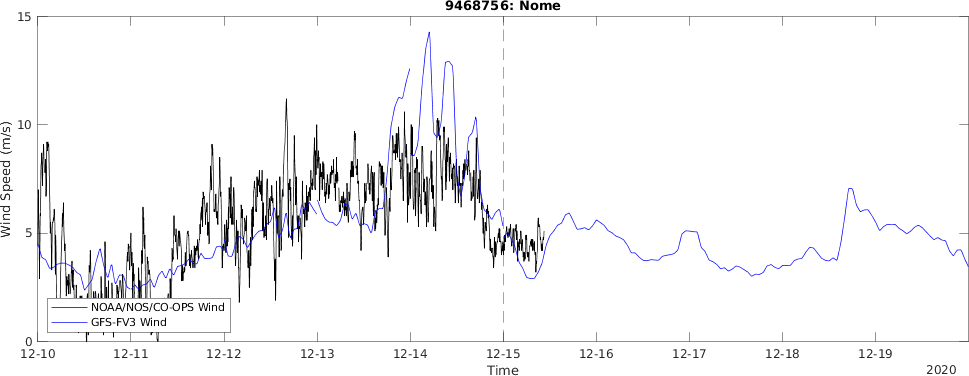 9468756: Nome
15
10
5
0
Wind Speed (m/s)
NOAA/NOS/CO-OPS Wind
GFS-FV3 Wind
12-10 12-11 12-12 12-13 12-14 12-15 12-16 12-17 12-18 12-19
Time
2020